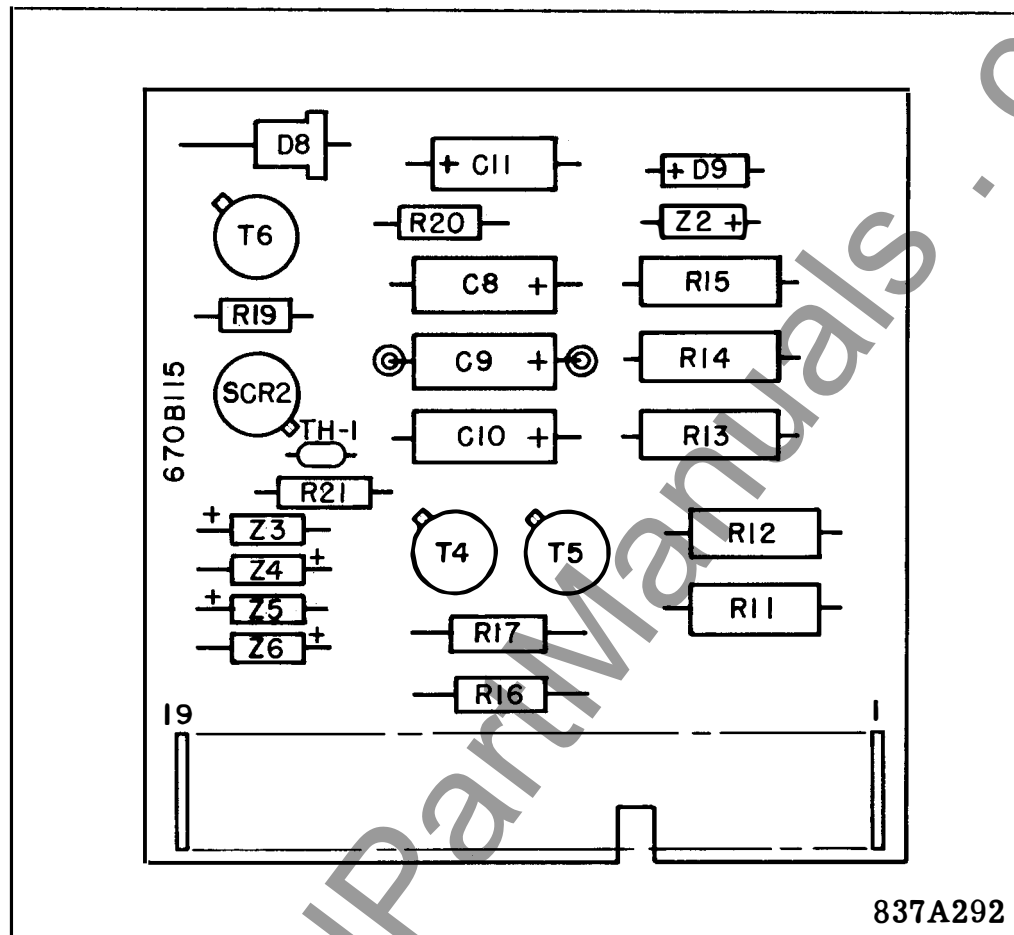 D8
+ C11
+ D9
T6
R20
Z2 +
C8 +
R15
R19
C9 +
R14
670B115
SCR2
TH-1
C10 +
R13
R21
+ Z3
T4
T5
R12
Z4 +
+ Z5
R11
Z6 +
R17
R16
19
1
837A292